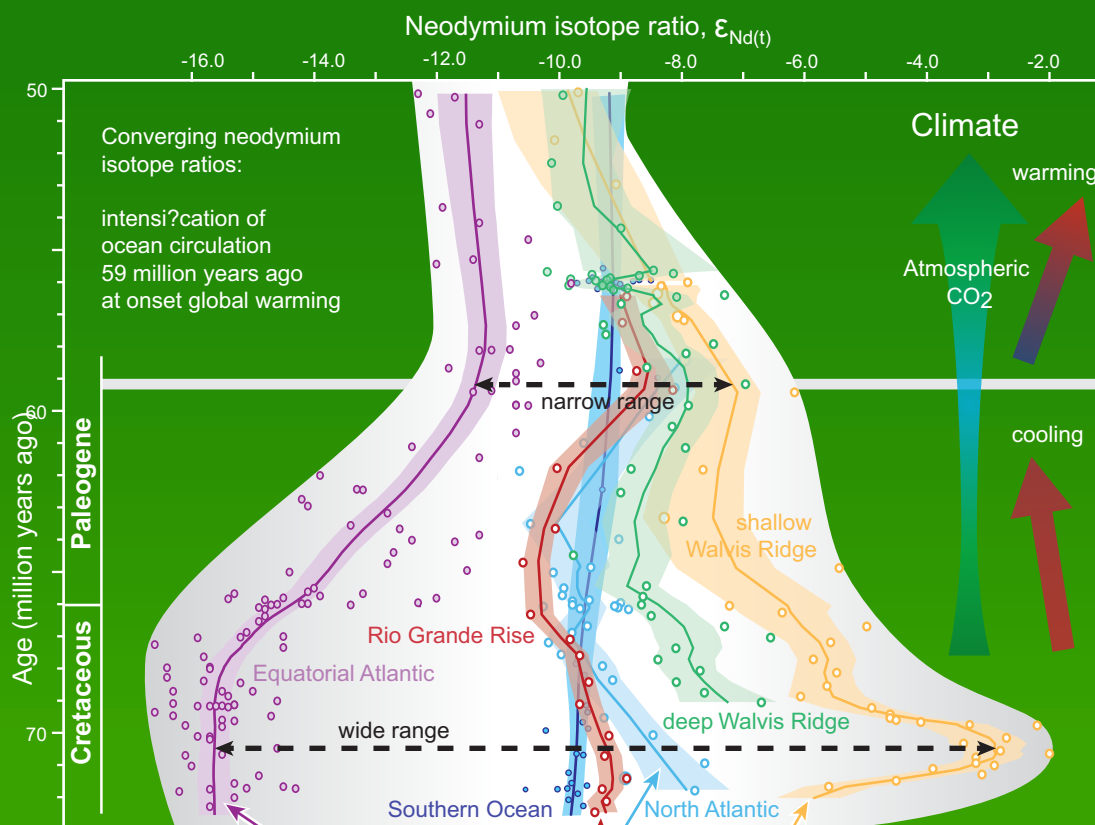 Neodymium isotope ratio, εNd(t)
-16.0 -14.0 -12.0 -10.0 -8.0 -6.0 -4.0 -2.0
50
Converging neodymium
isotope ratios:
intensi?cation of
ocean circulation
59 million years ago
at onset global warming
Climate
warming
Atmospheric
CO2
narrow range
60
cooling
Age (million years ago)
Paleogene
shallow
Walvis Ridge
Rio Grande Rise
Equatorial Atlantic
Cretaceous
deep Walvis Ridge
wide range
70
Southern Ocean
North Atlantic